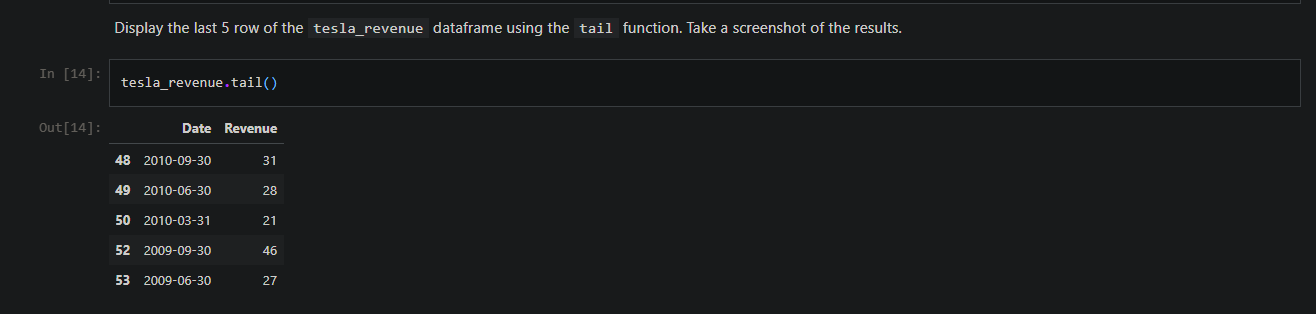 Display the last 5 row of the tesla_revenue dataframe using the tail function. Take a screenshot of the results.
In [14]: tesla_revenue.tail()
Out[14]:
Date Revenue
48 2010-09-30 31
49 2010-06-30 28
50 2010-03-31 21
52 2009-09-30 46
53 2009-06-30 27